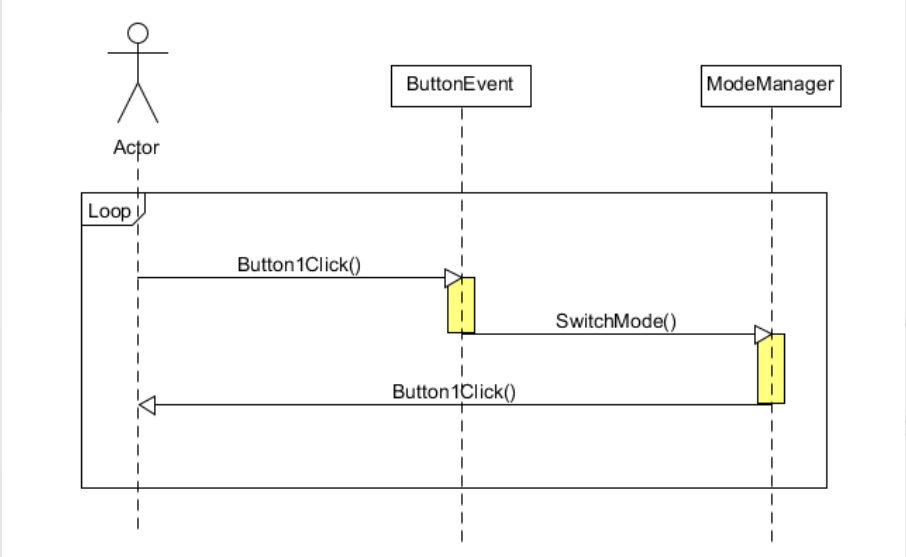 ButtonEvent
ModeManager
Actor
Loop
Button1Click()
SwitchMode()
Button1Click()